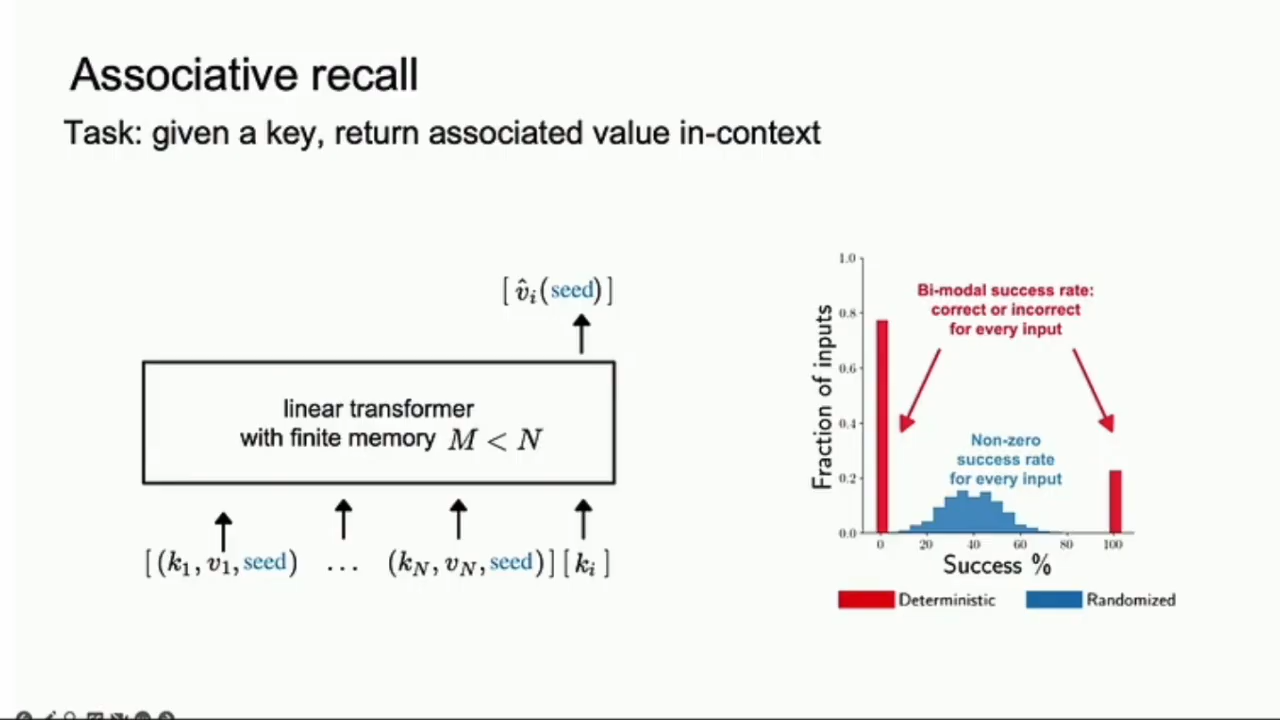 Associative recall
Task: given a key, return associated value in-context
[ v̂ᵢ(seed) ]
linear transformer
with finite memory M < N
[(k₁, v₁, seed) ... (k_N, v_N, seed)] [ kᵢ ]
Fraction of inputs
1.0
0.8
0.6
0.4
0.2
0.0
Bi-modal success rate:
correct or incorrect
for every input
Non-zero
success rate
for every input
0 20 40 60 80 100
Success %
Deterministic Randomized